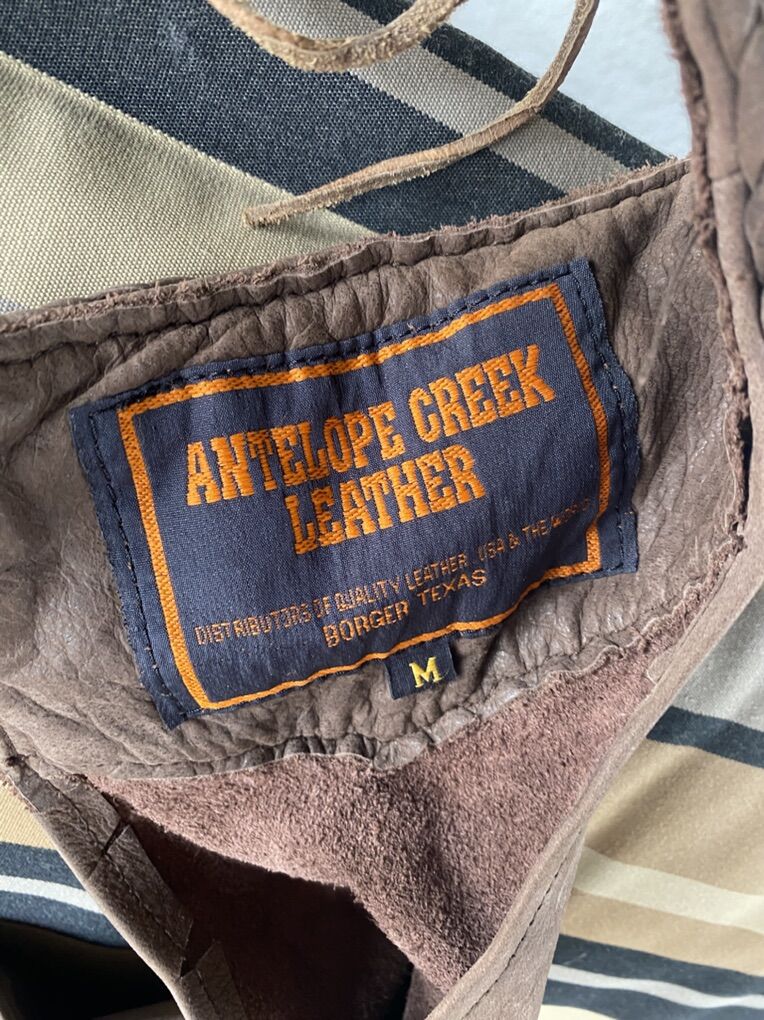 ANTELOPE CREEK
LEATHER
DISTRIBUTORS OF QUALITY LEATHER USA & THE WORLD
BORGER TEXAS
M